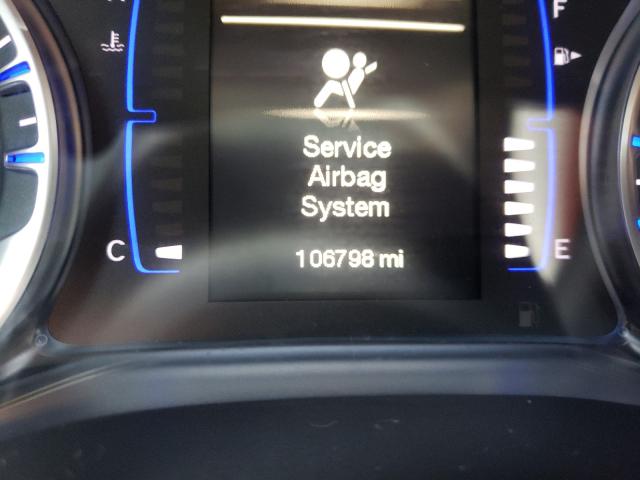 F
Service
Airbag
System
C
106798 mi
E